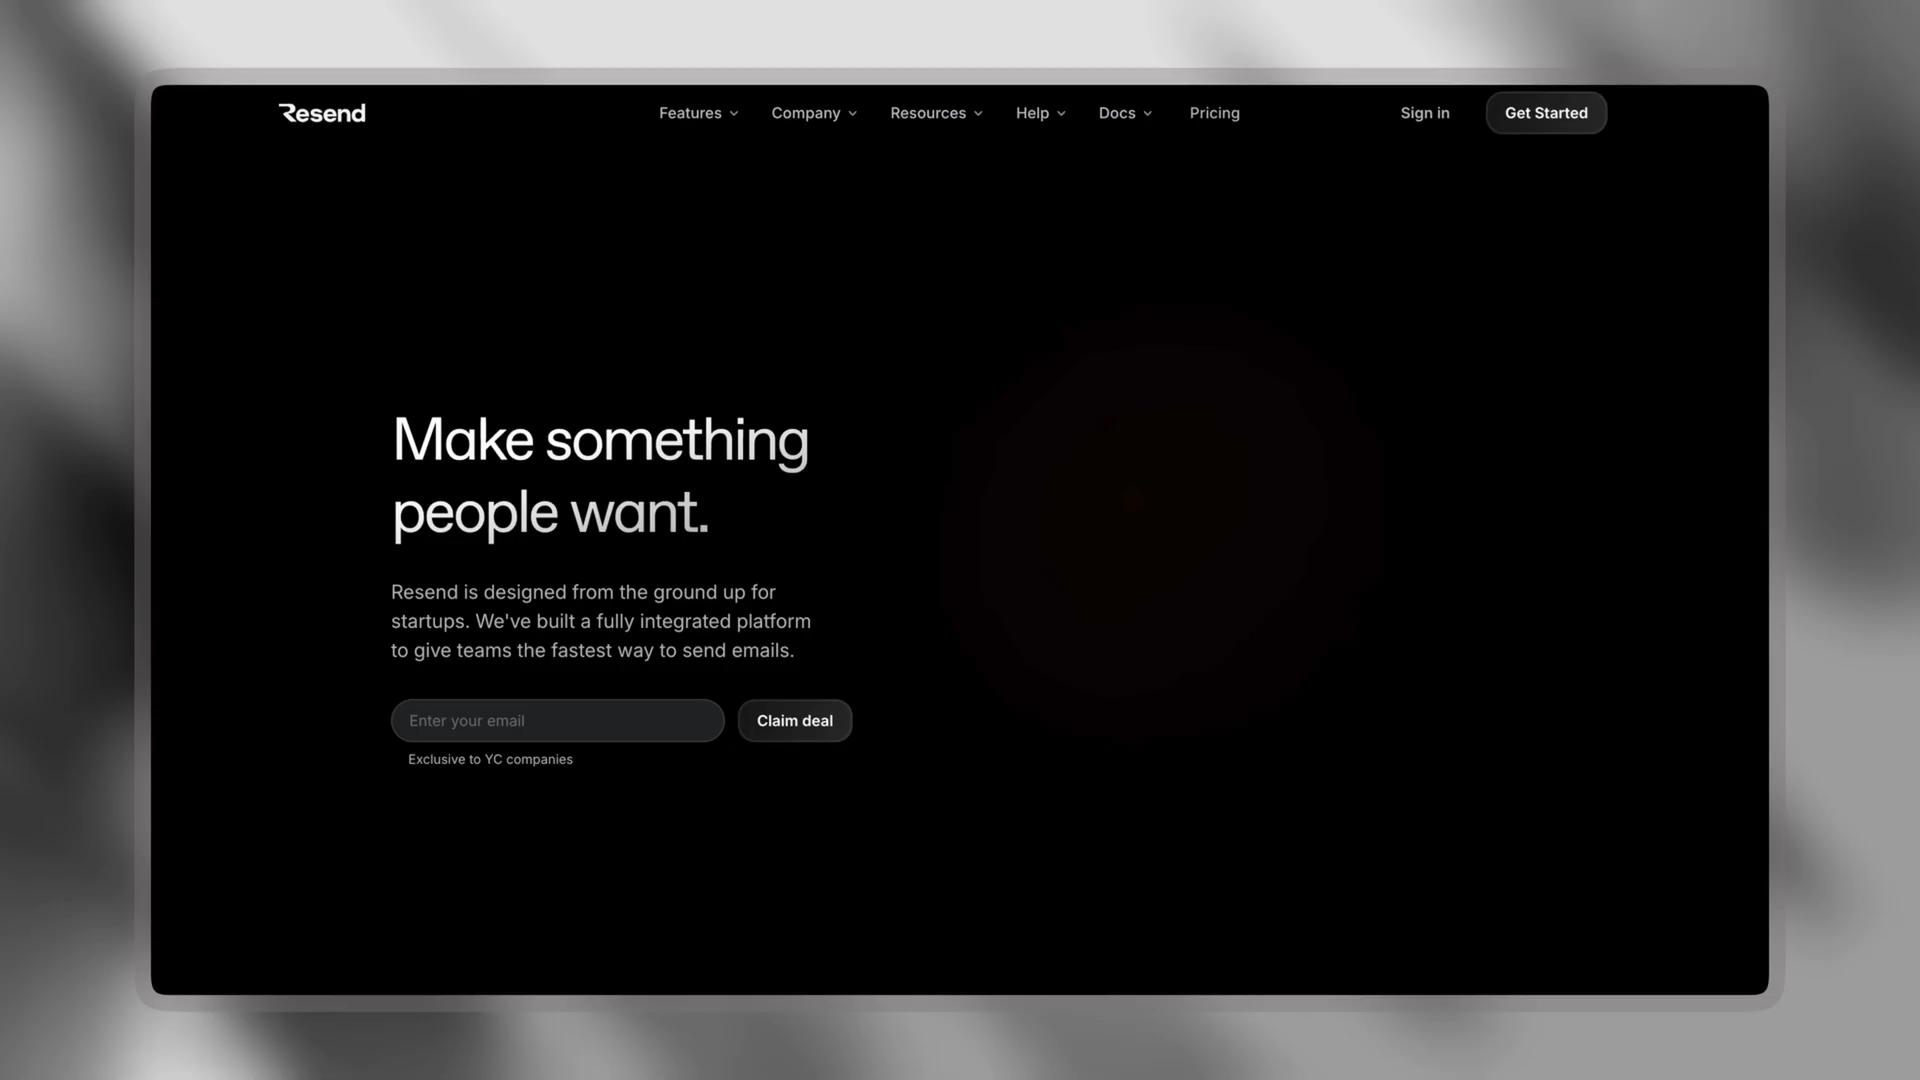 Resend
Features
Company
Resources
Help
Docs
Pricing
Sign in
Get Started
Make something
people want.
Resend is designed from the ground up for
startups. We've built a fully integrated platform
to give teams the fastest way to send emails.
Enter your email
Claim deal
Exclusive to YC companies